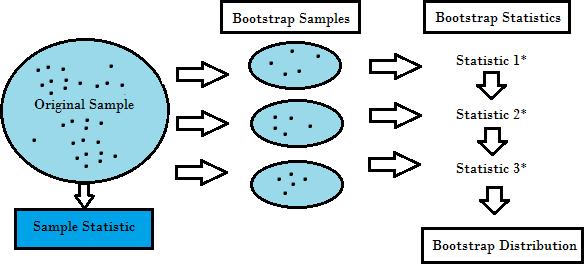 Bootstrap Samples
Bootstrap Statistics
Original Sample
Statistic 1*
Statistic 2*
Statistic 3*
Sample Statistic
Bootstrap Distribution